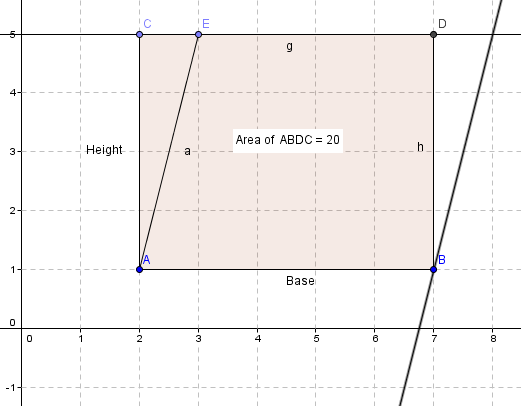 C E D
5
g
4
Area of ABDC = 20
Height
3
a
h
2
A B
1
Base
0
0 1 2 3 4 5 6 7 8
-1